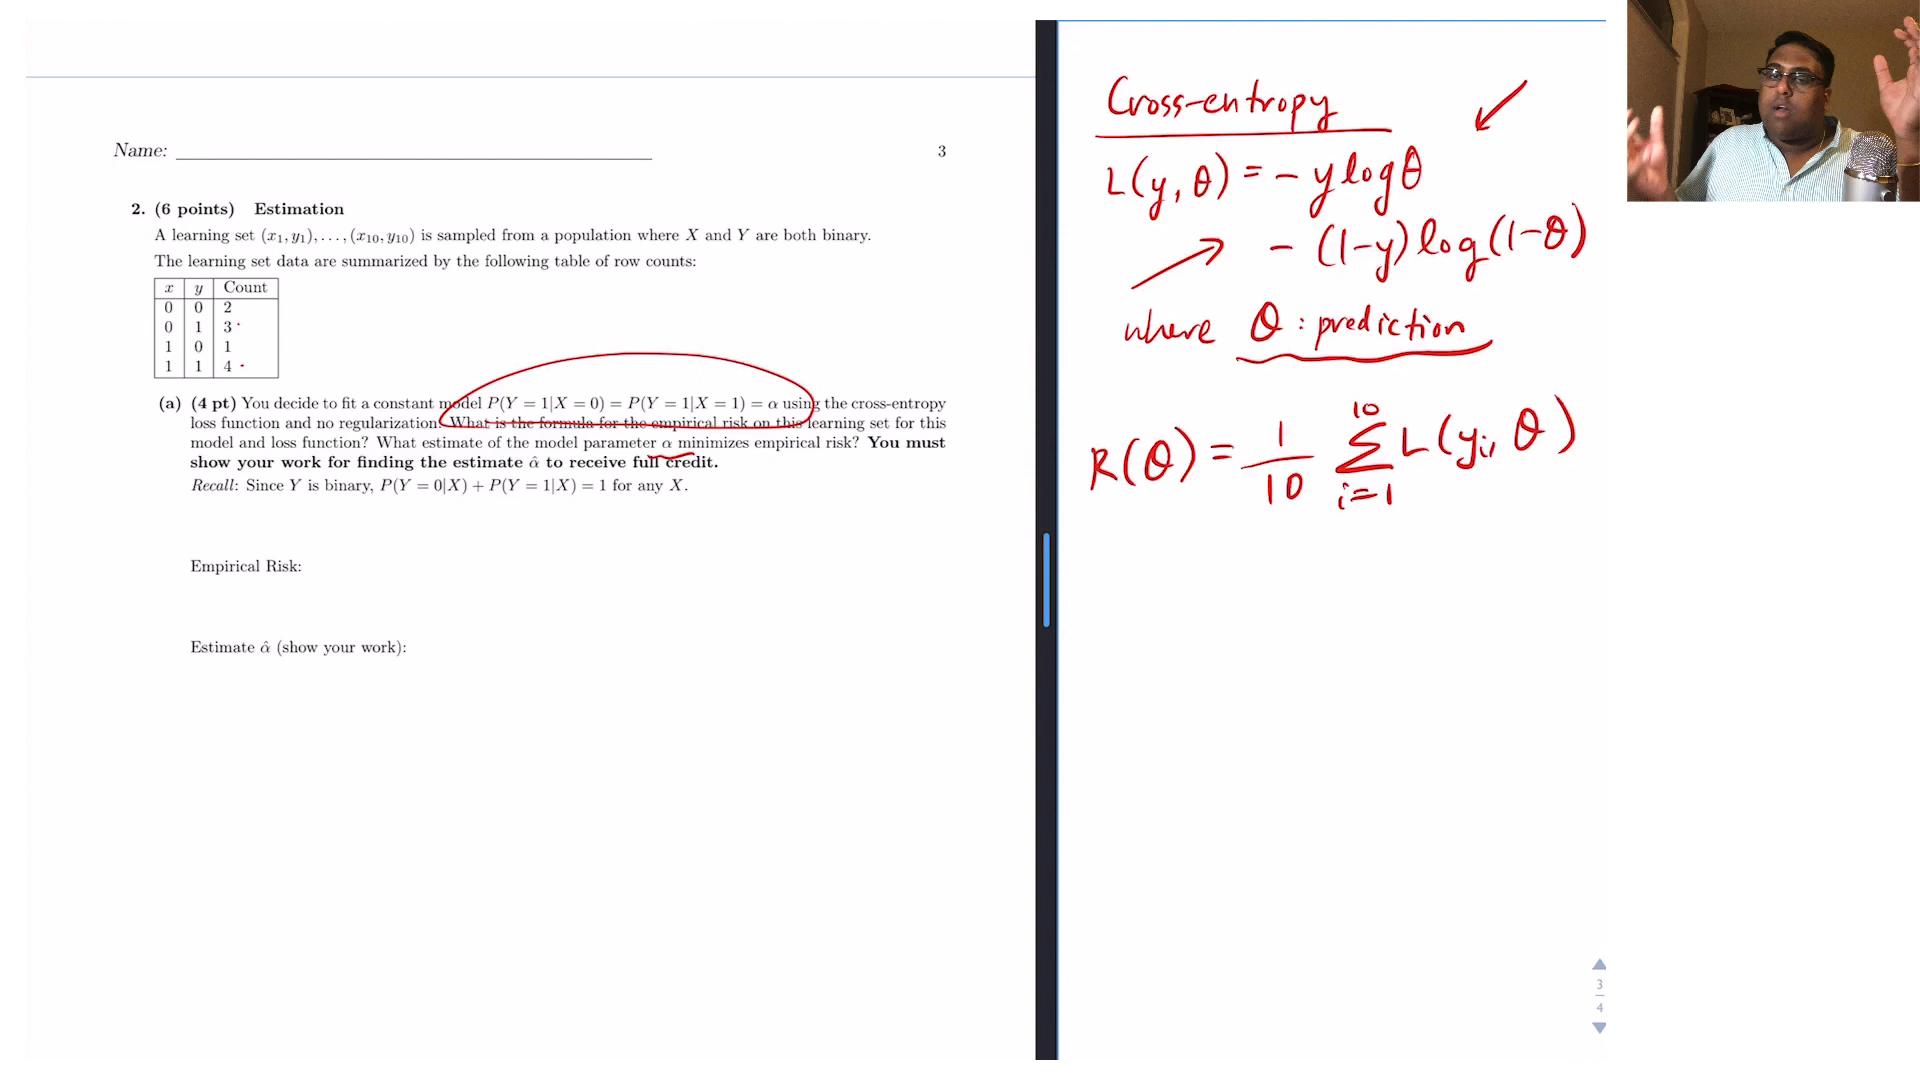 Name: 3
2. (6 points) Estimation
A learning set (x₁, y₁), . . . , (x₁₀, y₁₀) is sampled from a population where X and Y are both binary.
The learning set data are summarized by the following table of row counts:
x y Count
0 0 2
0 1 3
1 0 1
1 1 4
(a) (4 pt) You decide to fit a constant model P(Y = 1|X = 0) = P(Y = 1|X = 1) = α using the cross-entropy
loss function and no regularization. What is the formula for the empirical risk on this learning set for this
model and loss function? What estimate of the model parameter α minimizes empirical risk? You must
show your work for finding the estimate α̂ to receive full credit.
Recall: Since Y is binary, P(Y = 0|X) + P(Y = 1|X) = 1 for any X.
Empirical Risk:
Estimate α̂ (show your work):
Cross-entropy
L(y, θ) = - y log θ
- (1-y) log (1-θ)
where θ : prediction
R(θ) = 1/10 Σ_{i=1}^{10} L(yᵢ, θ)
3
4